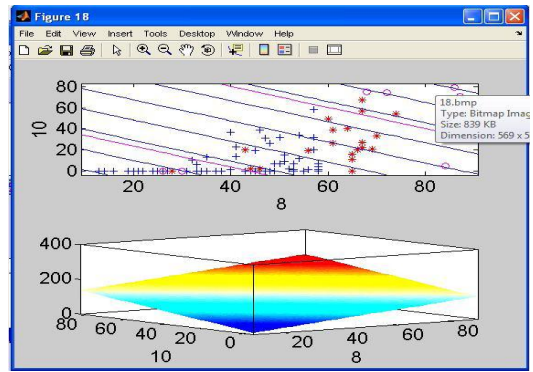 Figure 18
File Edit View Insert Tools Desktop Window Help
80
60
40
20
0
10
0 20 40 60 80
8
18.bmp
Type: Bitmap Imag
Size: 839 KB
Dimension: 569 x 5
400
200
0
80 60 40 20 0
20 40 60 80
10
8